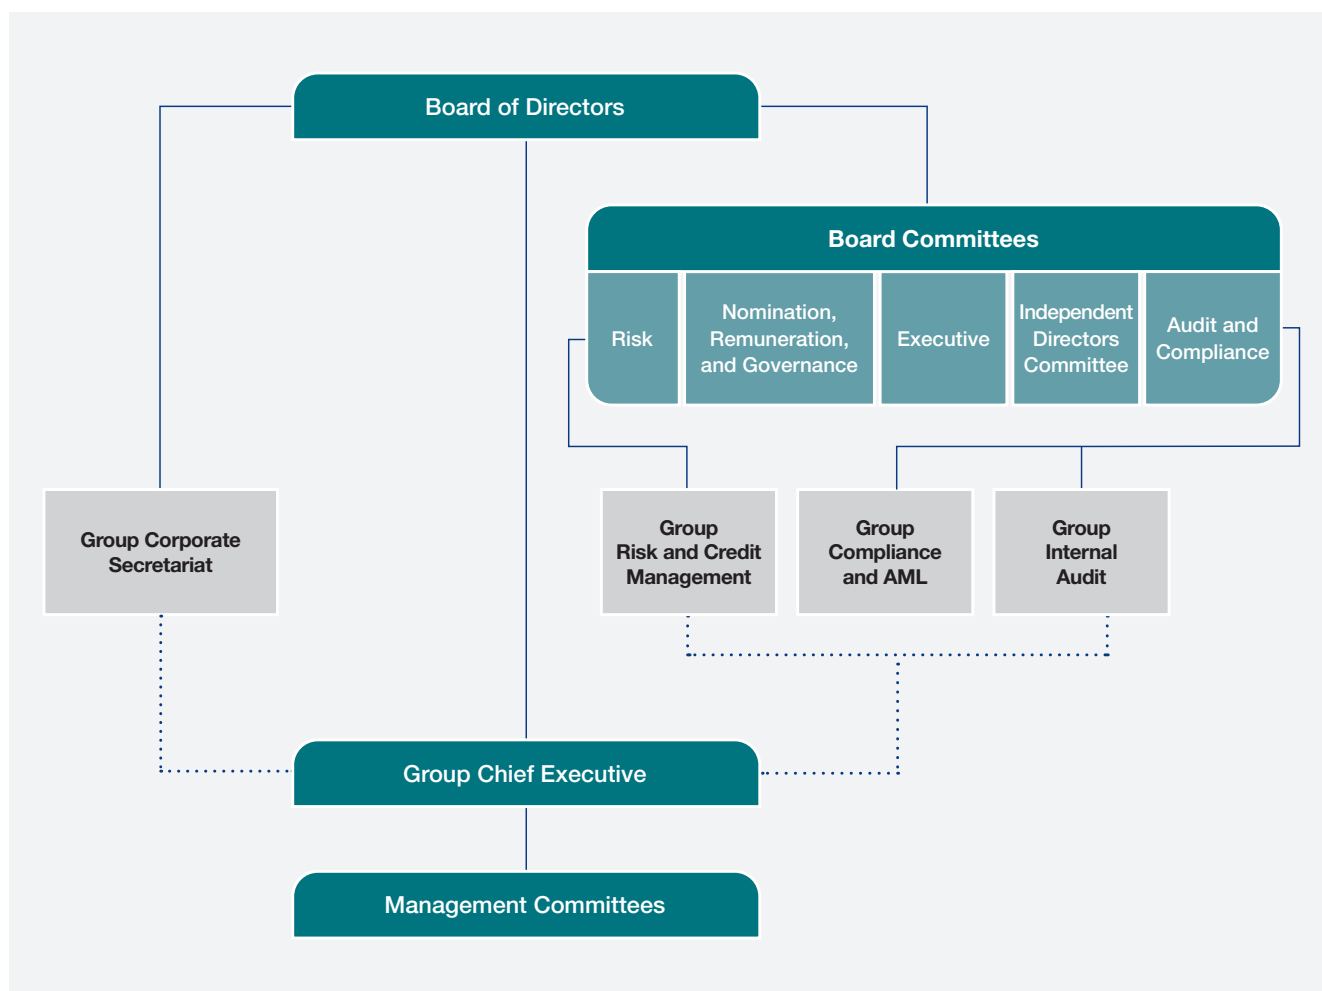 Board of Directors
Board Committees
Risk
Nomination,
Remuneration,
and Governance
Executive
Independent
Directors
Committee
Audit and
Compliance
Group Corporate
Secretariat
Group
Risk and Credit
Management
Group
Compliance
and AML
Group
Internal
Audit
Group Chief Executive
Management Committees